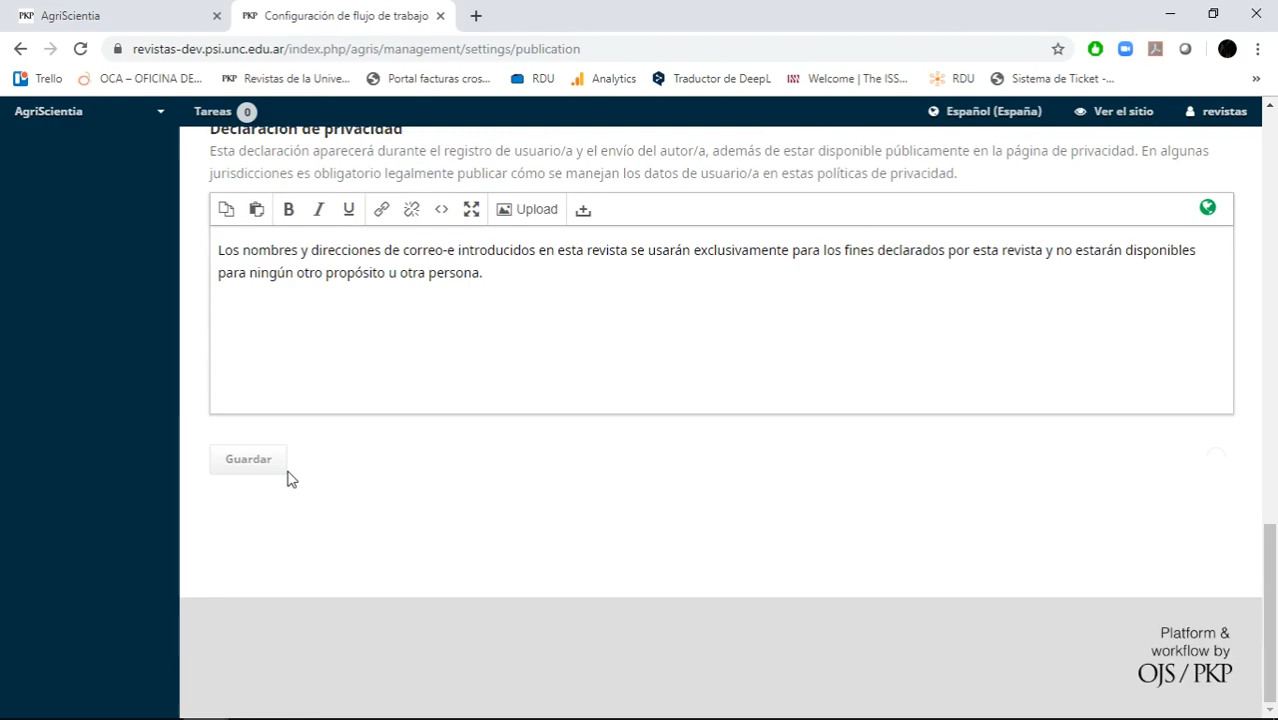 AgriScientia
PKP Configuración de flujo de trabajo
revistas-dev.psi.unc.edu.ar/index.php/agris/management/settings/publication
Trello OCA – OFICINA DE... PKP Revistas de la Unive... Portal facturas cros... RDU Analytics Traductor de DeepL Welcome | The ISS... RDU Sistema de Ticket -... »
AgriScientia Tareas 0 Español (España) Ver el sitio revistas
Declaración de privacidad
Esta declaración aparecerá durante el registro de usuario/a y el envío del autor/a, además de estar disponible públicamente en la página de privacidad. En algunas
jurisdicciones es obligatorio legalmente publicar cómo se manejan los datos de usuario/a en estas políticas de privacidad.
B I U Upload
Los nombres y direcciones de correo-e introducidos en esta revista se usarán exclusivamente para los fines declarados por esta revista y no estarán disponibles
para ningún otro propósito u otra persona.
Guardar
Platform &
workflow by
OJS / PKP